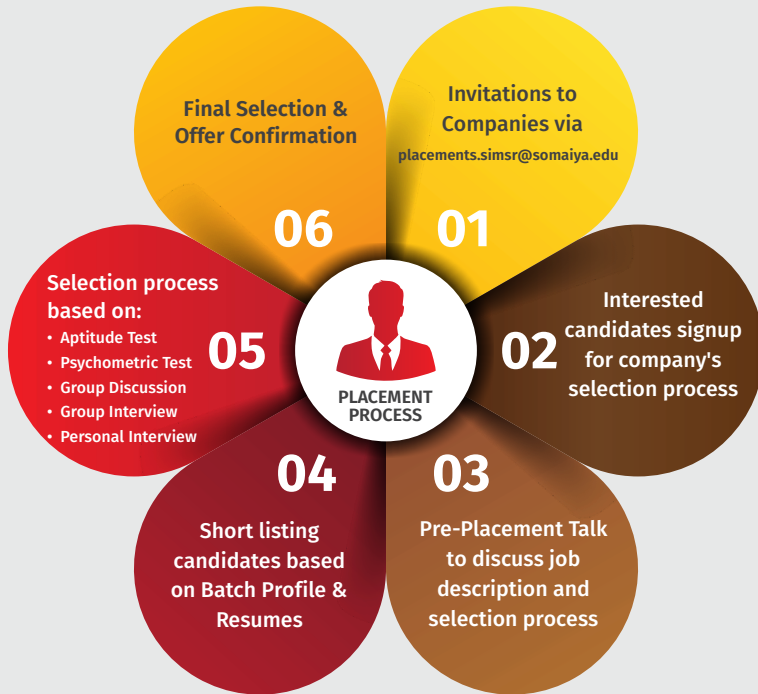 Invitations to
Companies via
placements.simsr@somaiya.edu
01
02
Interested
candidates signup
for company's
selection process
03
Pre-Placement Talk
to discuss job
description and
selection process
04
Short listing
candidates based
on Batch Profile &
Resumes
05
Selection process
based on:
• Aptitude Test
• Psychometric Test
• Group Discussion
• Group Interview
• Personal Interview
Final Selection &
Offer Confirmation
06
PLACEMENT
PROCESS